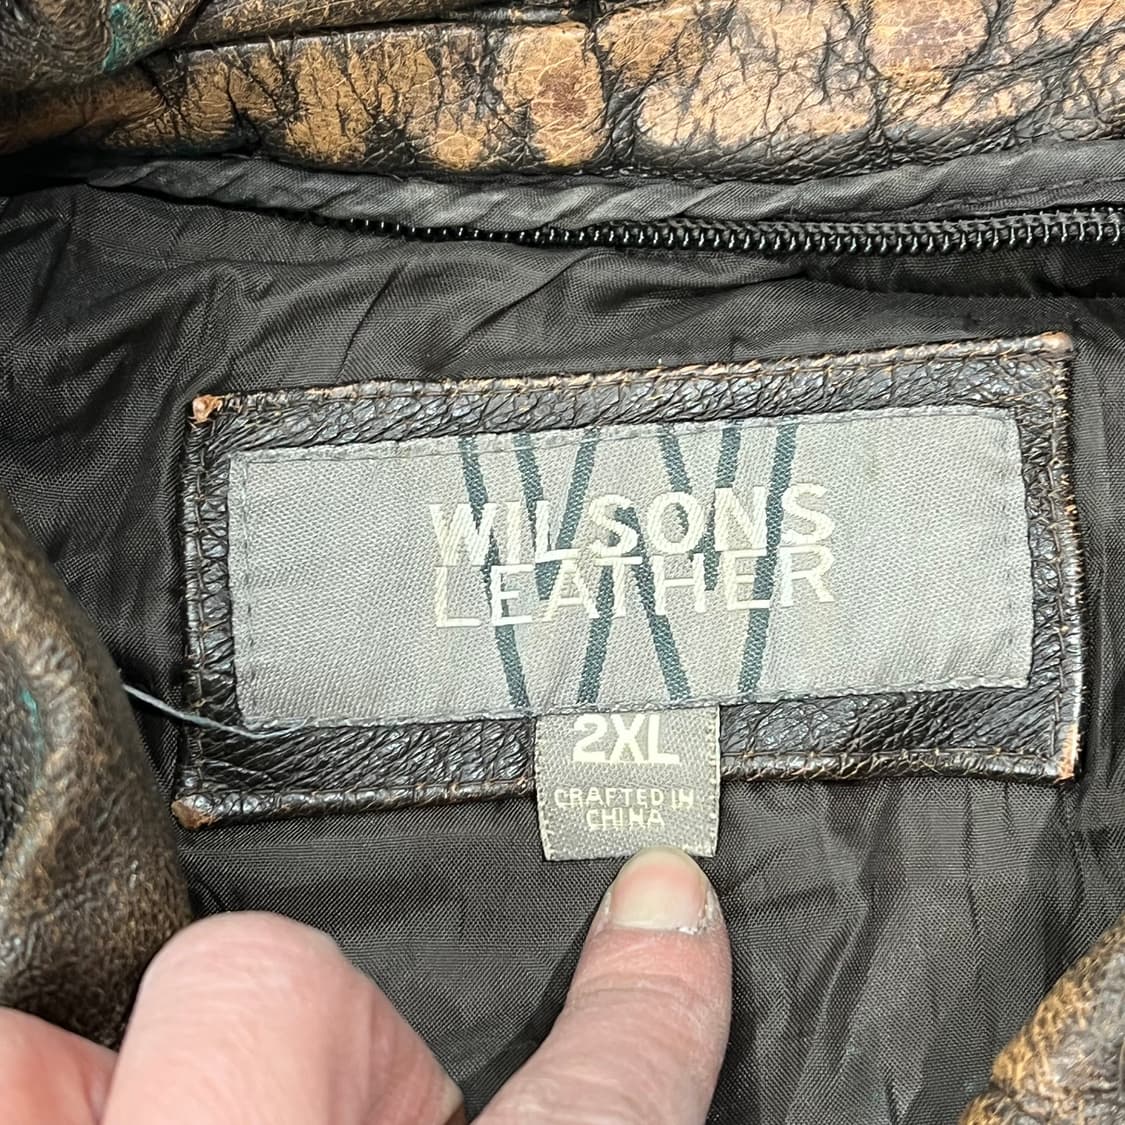 WILSONS
LEATHER
2XL
CRAFTED IN
CHINA